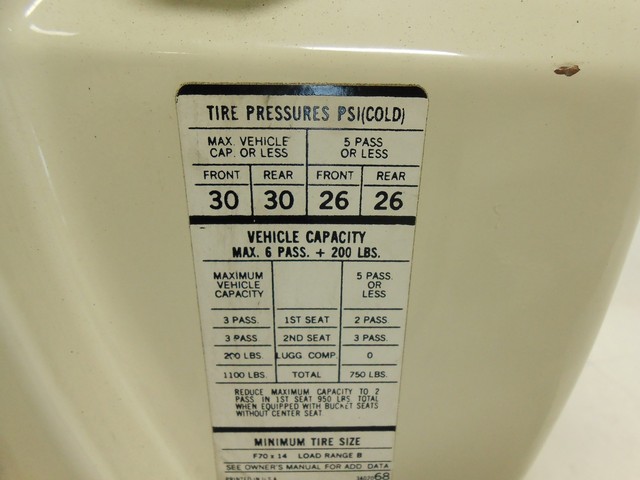 TIRE PRESSURES PSI(COLD)
MAX. VEHICLE CAP. OR LESS
5 PASS OR LESS
FRONT REAR FRONT REAR
30 30 26 26
VEHICLE CAPACITY
MAX. 6 PASS. + 200 LBS.
MAXIMUM VEHICLE CAPACITY
5 PASS. OR LESS
3 PASS. 1ST SEAT 2 PASS.
3 PASS. 2ND SEAT 3 PASS.
200 LBS. LUGG. COMP. 0
1100 LBS. TOTAL 750 LBS.
REDUCE MAXIMUM CAPACITY TO 2
PASS IN 1ST SEAT 950 LBS. TOTAL
WHEN EQUIPPED WITH BUCKET SEATS
WITHOUT CENTER SEAT
MINIMUM TIRE SIZE
F70 x 14 LOAD RANGE B
SEE OWNER'S MANUAL FOR ADD. DATA
PRINTED IN U.S.A. 68